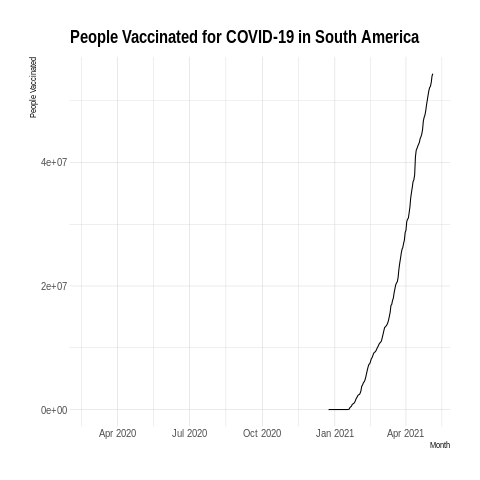 People Vaccinated for COVID-19 in South America
People Vaccinated
4e+07
2e+07
0e+00
Apr 2020 Jul 2020 Oct 2020 Jan 2021 Apr 2021
Month